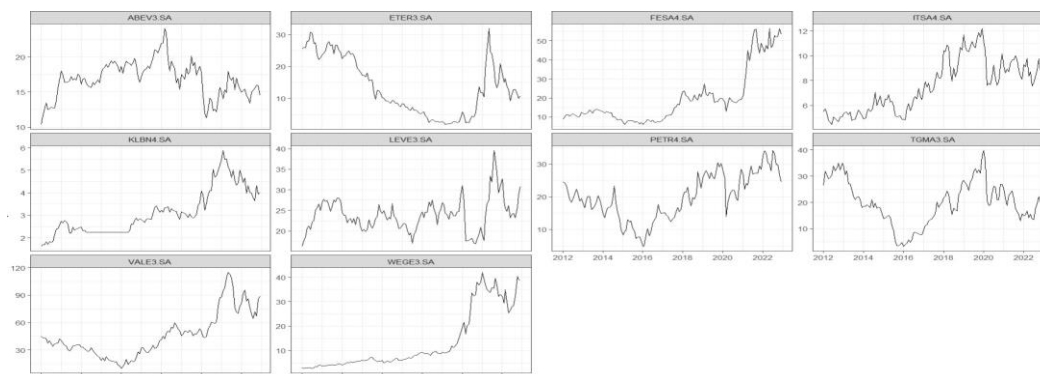 ABEV3.SA ETER3.SA FESA4.SA ITSA4.SA
20 15 10
30 20 10
50 40 30 20 10
12 10 8 6
KLBN4.SA LEVE3.SA PETR4.SA TGMA3.SA
6 5 4 3 2
40 35 30 25 20
30 20 10
40 30 20 10
2012 2014 2016 2018 2020 2022
2012 2014 2016 2018 2020 2022
VALE3.SA WEGE3.SA
120 90 60 30
40 30 20 10